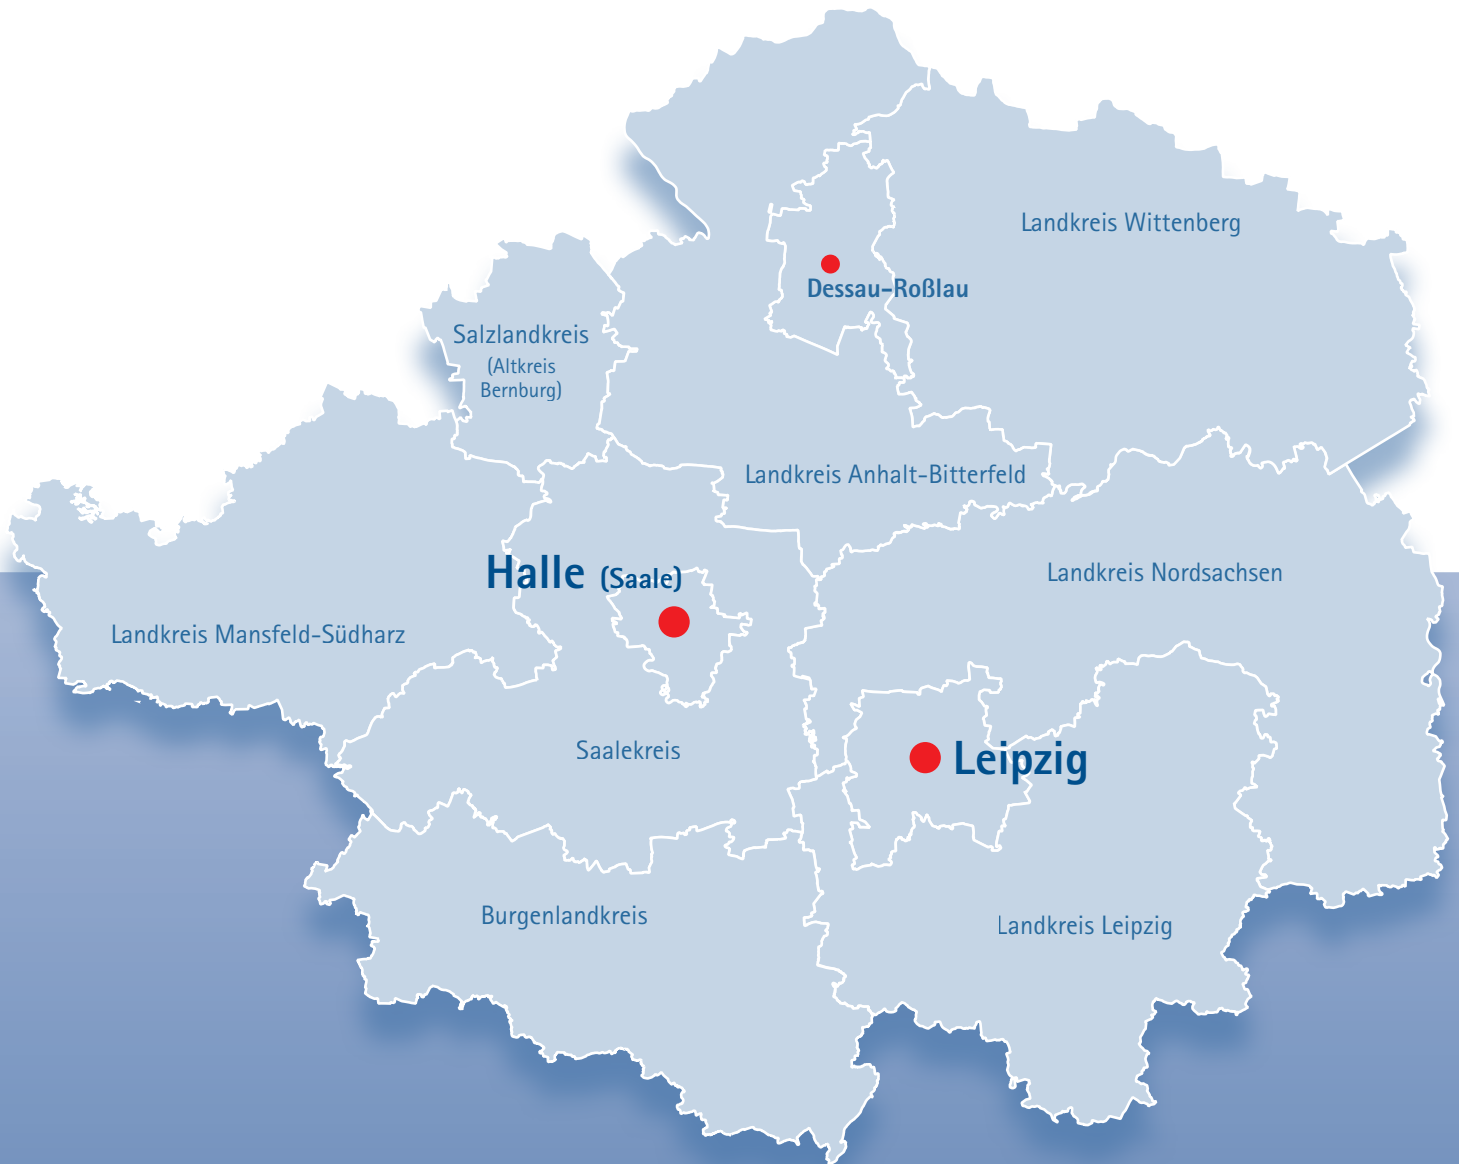 Landkreis Wittenberg
Dessau-Roßlau
Salzlandkreis
(Altkreis
Bernburg)
Landkreis Anhalt-Bitterfeld
Halle (Saale)
Landkreis Nordsachsen
Landkreis Mansfeld-Südharz
Saalekreis
Leipzig
Burgenlandkreis
Landkreis Leipzig